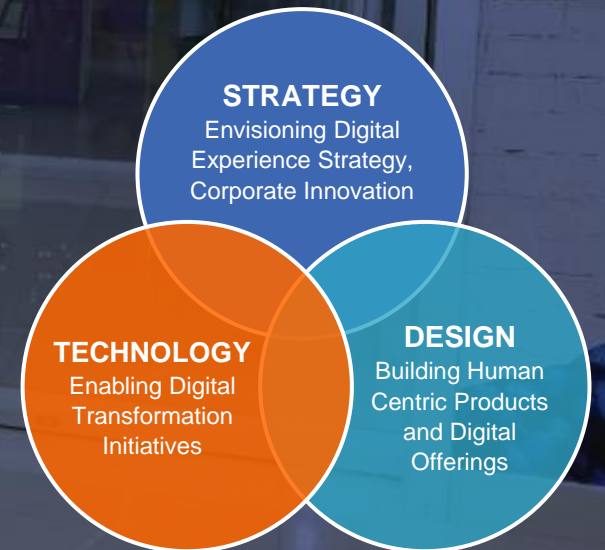 STRATEGY
Envisioning Digital
Experience Strategy,
Corporate Innovation
TECHNOLOGY
Enabling Digital
Transformation
Initiatives
DESIGN
Building Human
Centric Products
and Digital
Offerings